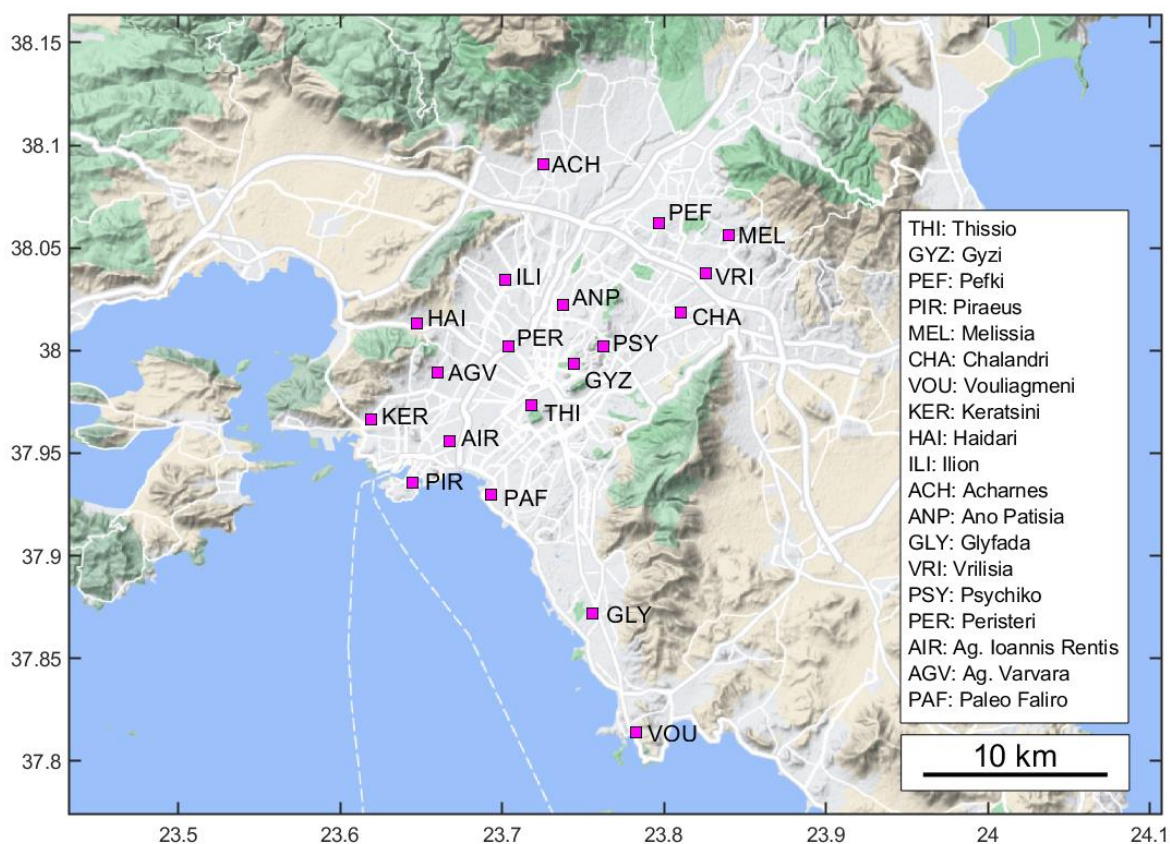 38.15
38.1
38.05
38
37.95
37.9
37.85
37.8
ACH
PEF
MEL
ILI
VRI
ANP
HAI
CHA
PER
PSY
AGV
GYZ
KER
THI
AIR
PIR
PAF
GLY
VOU
THI: Thissio
GYZ: Gyzi
PEF: Pefki
PIR: Piraeus
MEL: Melissia
CHA: Chalandri
VOU: Vouliagmeni
KER: Keratsini
HAI: Haidari
ILI: Ilion
ACH: Acharnes
ANP: Ano Patisia
GLY: Glyfada
VRI: Vrilisia
PSY: Psychiko
PER: Peristeri
AIR: Ag. Ioannis Rentis
AGV: Ag. Varvara
PAF: Paleo Faliro
10 km
23.5
23.6
23.7
23.8
23.9
24
24.1